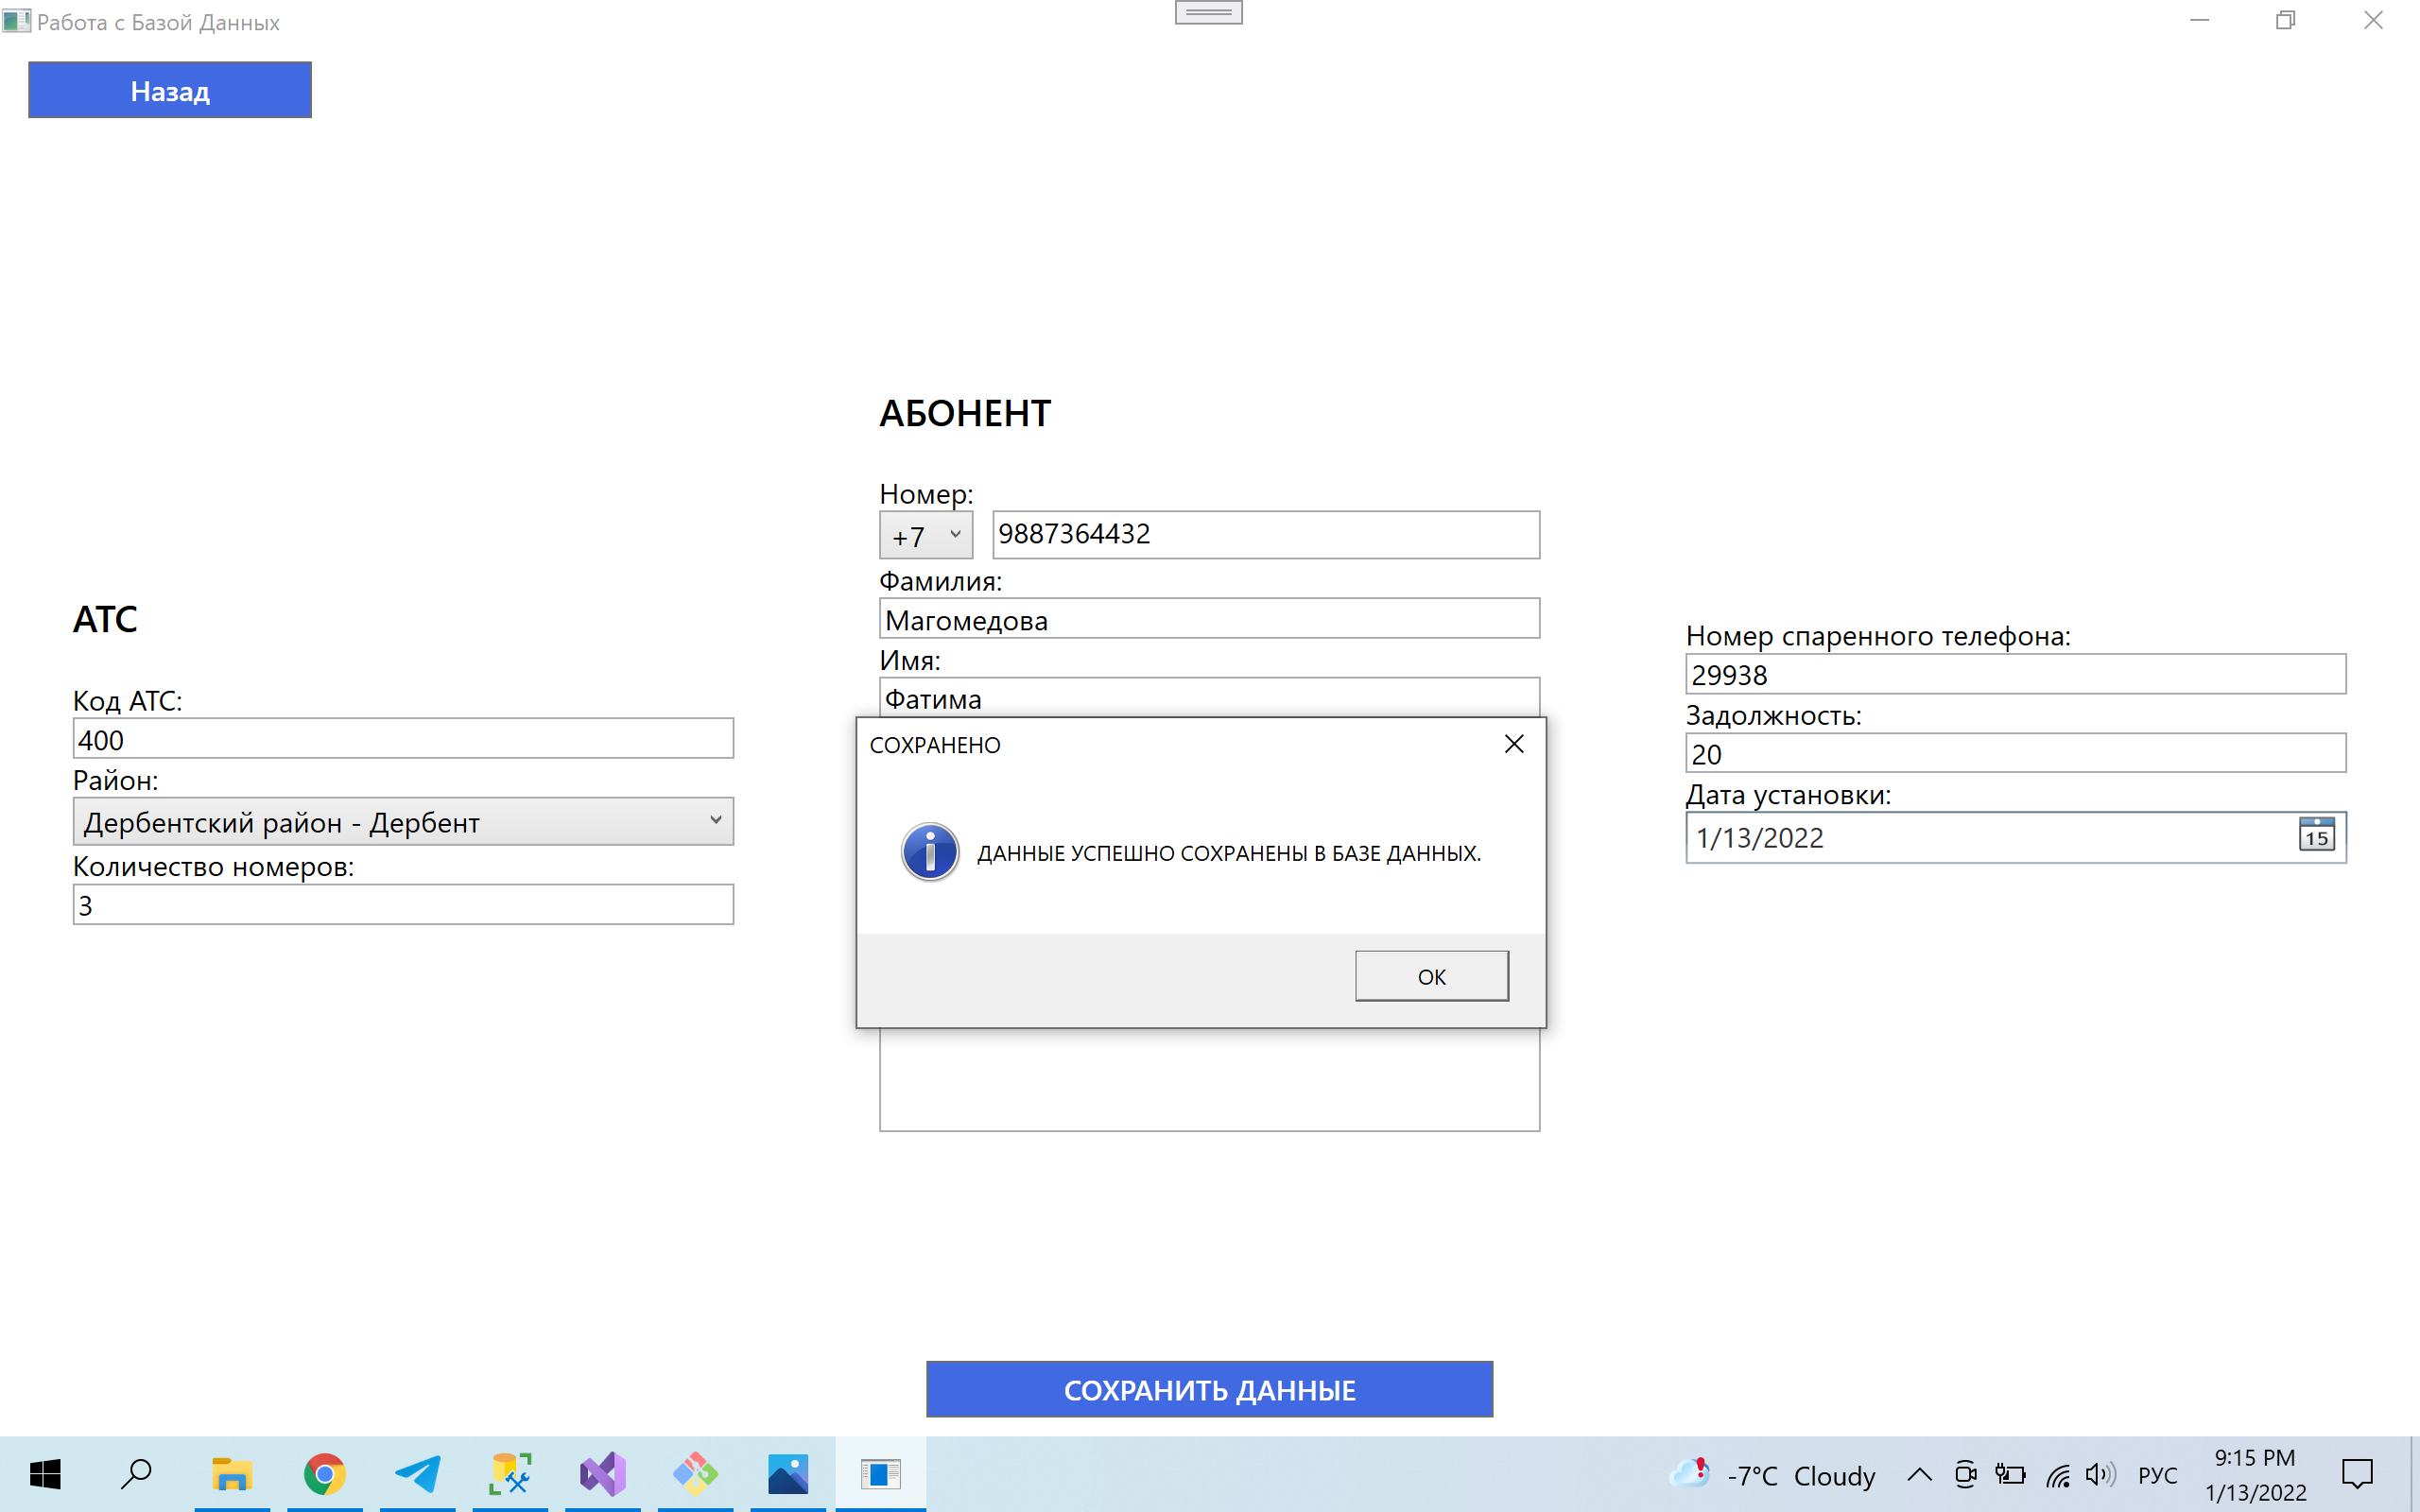 Работа с Базой Данных
Назад
АТС
Код АТС:
400
Район:
Дербентский район - Дербент
Количество номеров:
3
АБОНЕНТ
Номер:
+7 9887364432
Фамилия:
Магомедова
Имя:
Фатима
СОХРАНЕНО
ДАННЫЕ УСПЕШНО СОХРАНЕНЫ В БАЗЕ ДАННЫХ.
ОК
Номер спаренного телефона:
29938
Задолжность:
20
Дата установки:
1/13/2022 15
СОХРАНИТЬ ДАННЫЕ
-7°C Cloudy РУС 9:15 PM
1/13/2022